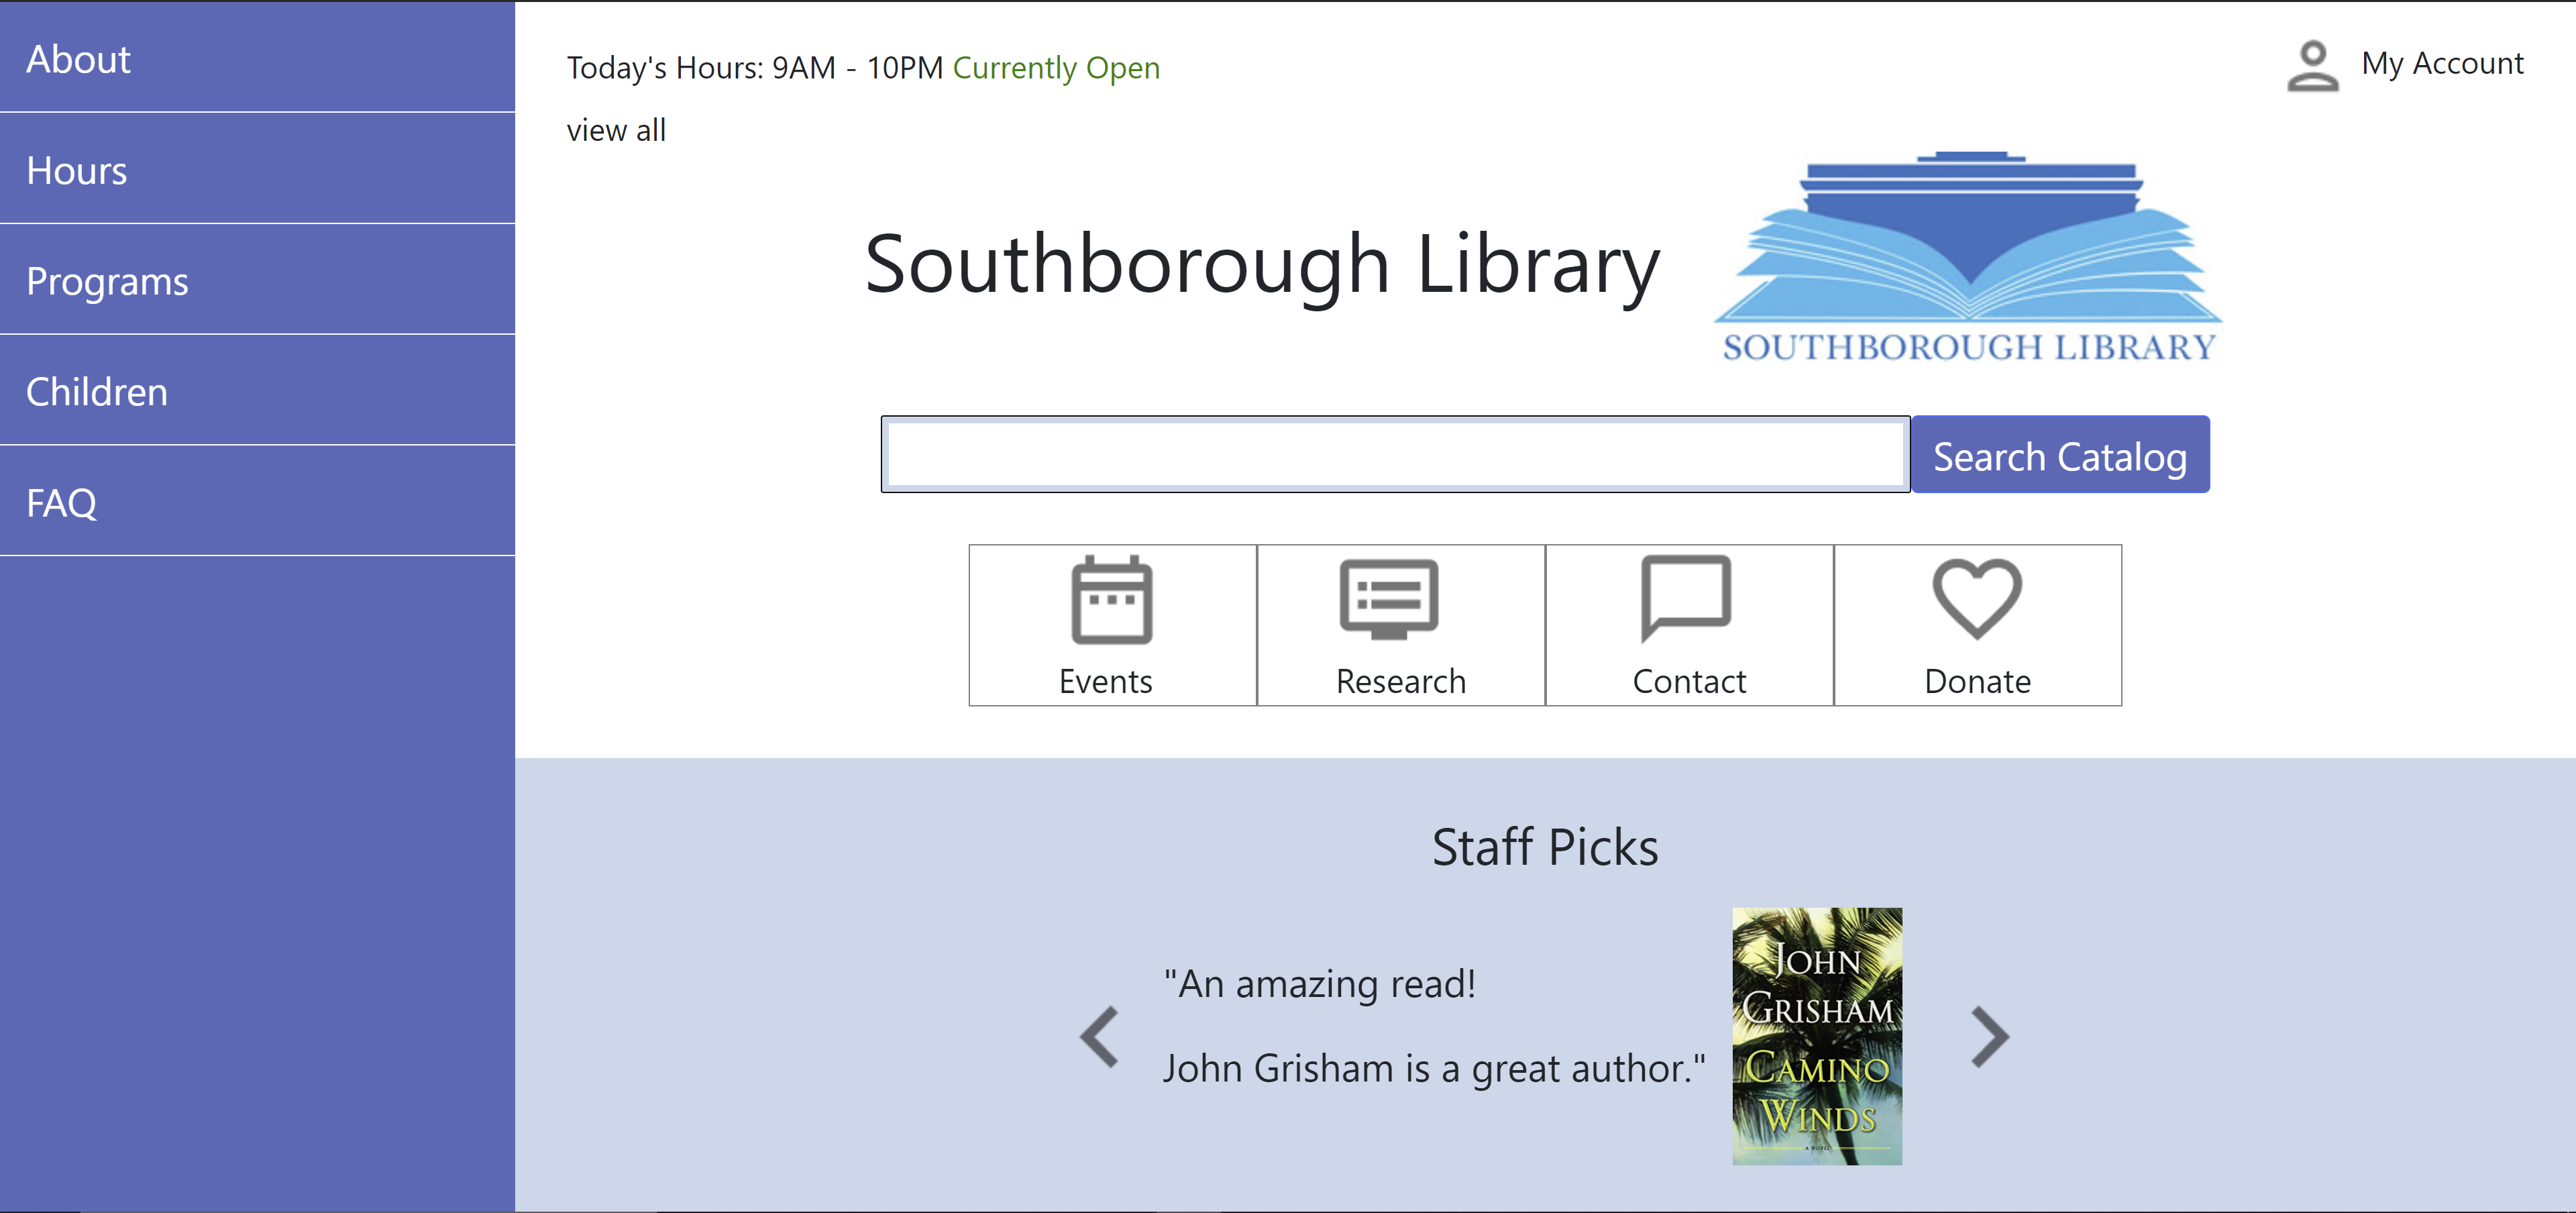 About
Hours
Programs
Children
FAQ
Today's Hours: 9AM - 10PM Currently Open
view all
My Account
Southborough Library
SOUTHBOROUGH LIBRARY
Search Catalog
Events
Research
Contact
Donate
Staff Picks
"An amazing read!
John Grisham is a great author."
JOHN
GRISHAM
CAMINO
WINDS
A NOVEL